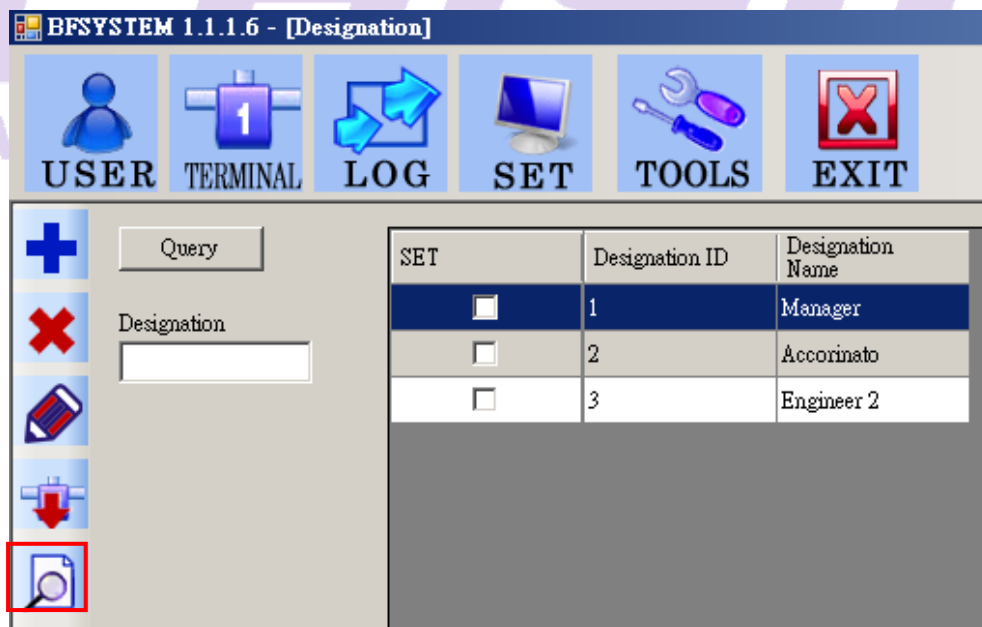 BFSYSTEM 1.1.1.6 - [Designation]
USER TERMINAL LOG SET TOOLS EXIT
1
Query
Designation
SET Designation ID Designation Name
1 Manager
2 Accorinato
3 Engineer 2